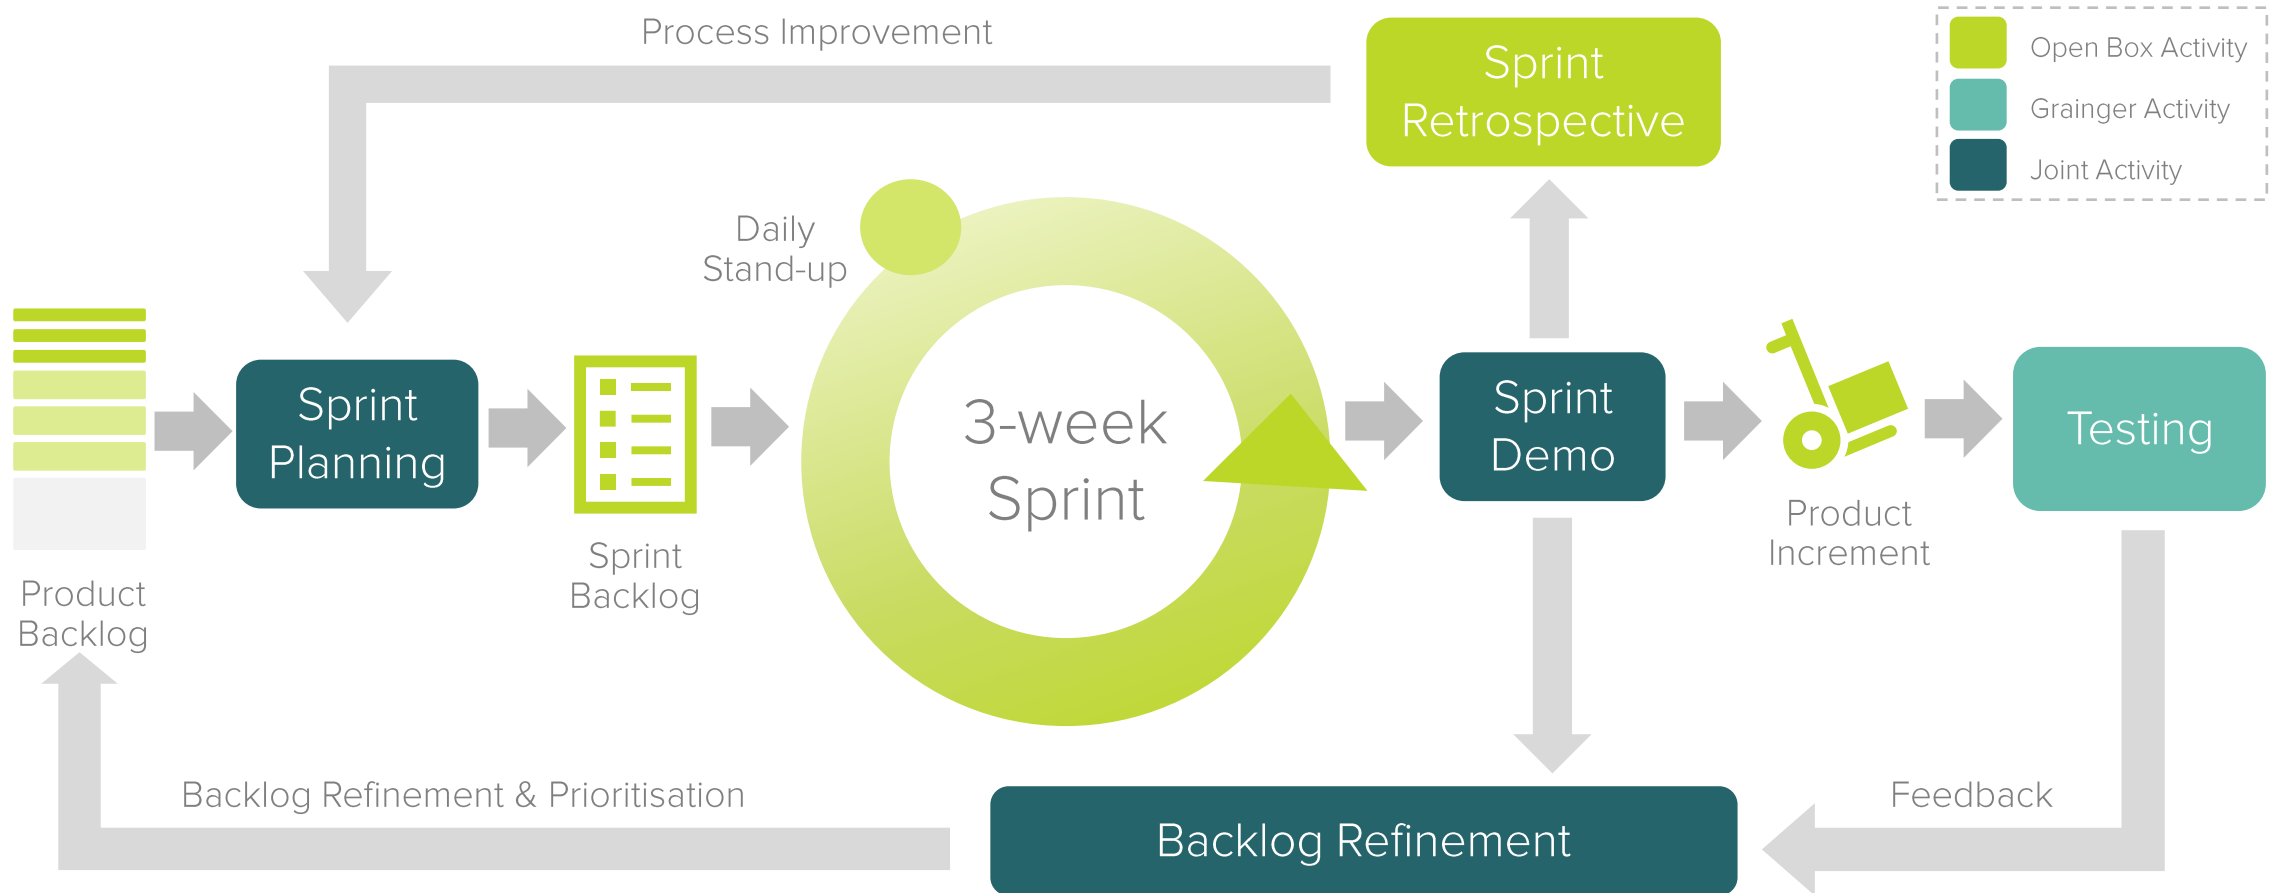 Process Improvement
Sprint
Retrospective
Open Box Activity
Grainger Activity
Joint Activity
Daily
Stand-up
Product
Backlog
Sprint
Planning
Sprint
Backlog
3-week
Sprint
Sprint
Demo
Product
Increment
Testing
Backlog Refinement & Prioritisation
Backlog Refinement
Feedback